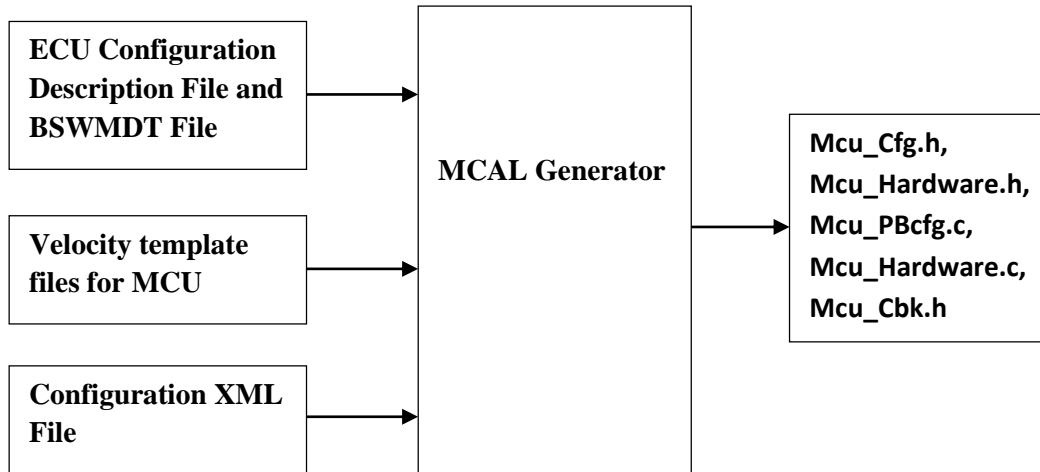 ECU Configuration
Description File and
BSWMDT File
Velocity template
files for MCU
Configuration XML
File
MCAL Generator
Mcu_Cfg.h,
Mcu_Hardware.h,
Mcu_PBcfg.c,
Mcu_Hardware.c,
Mcu_Cbk.h